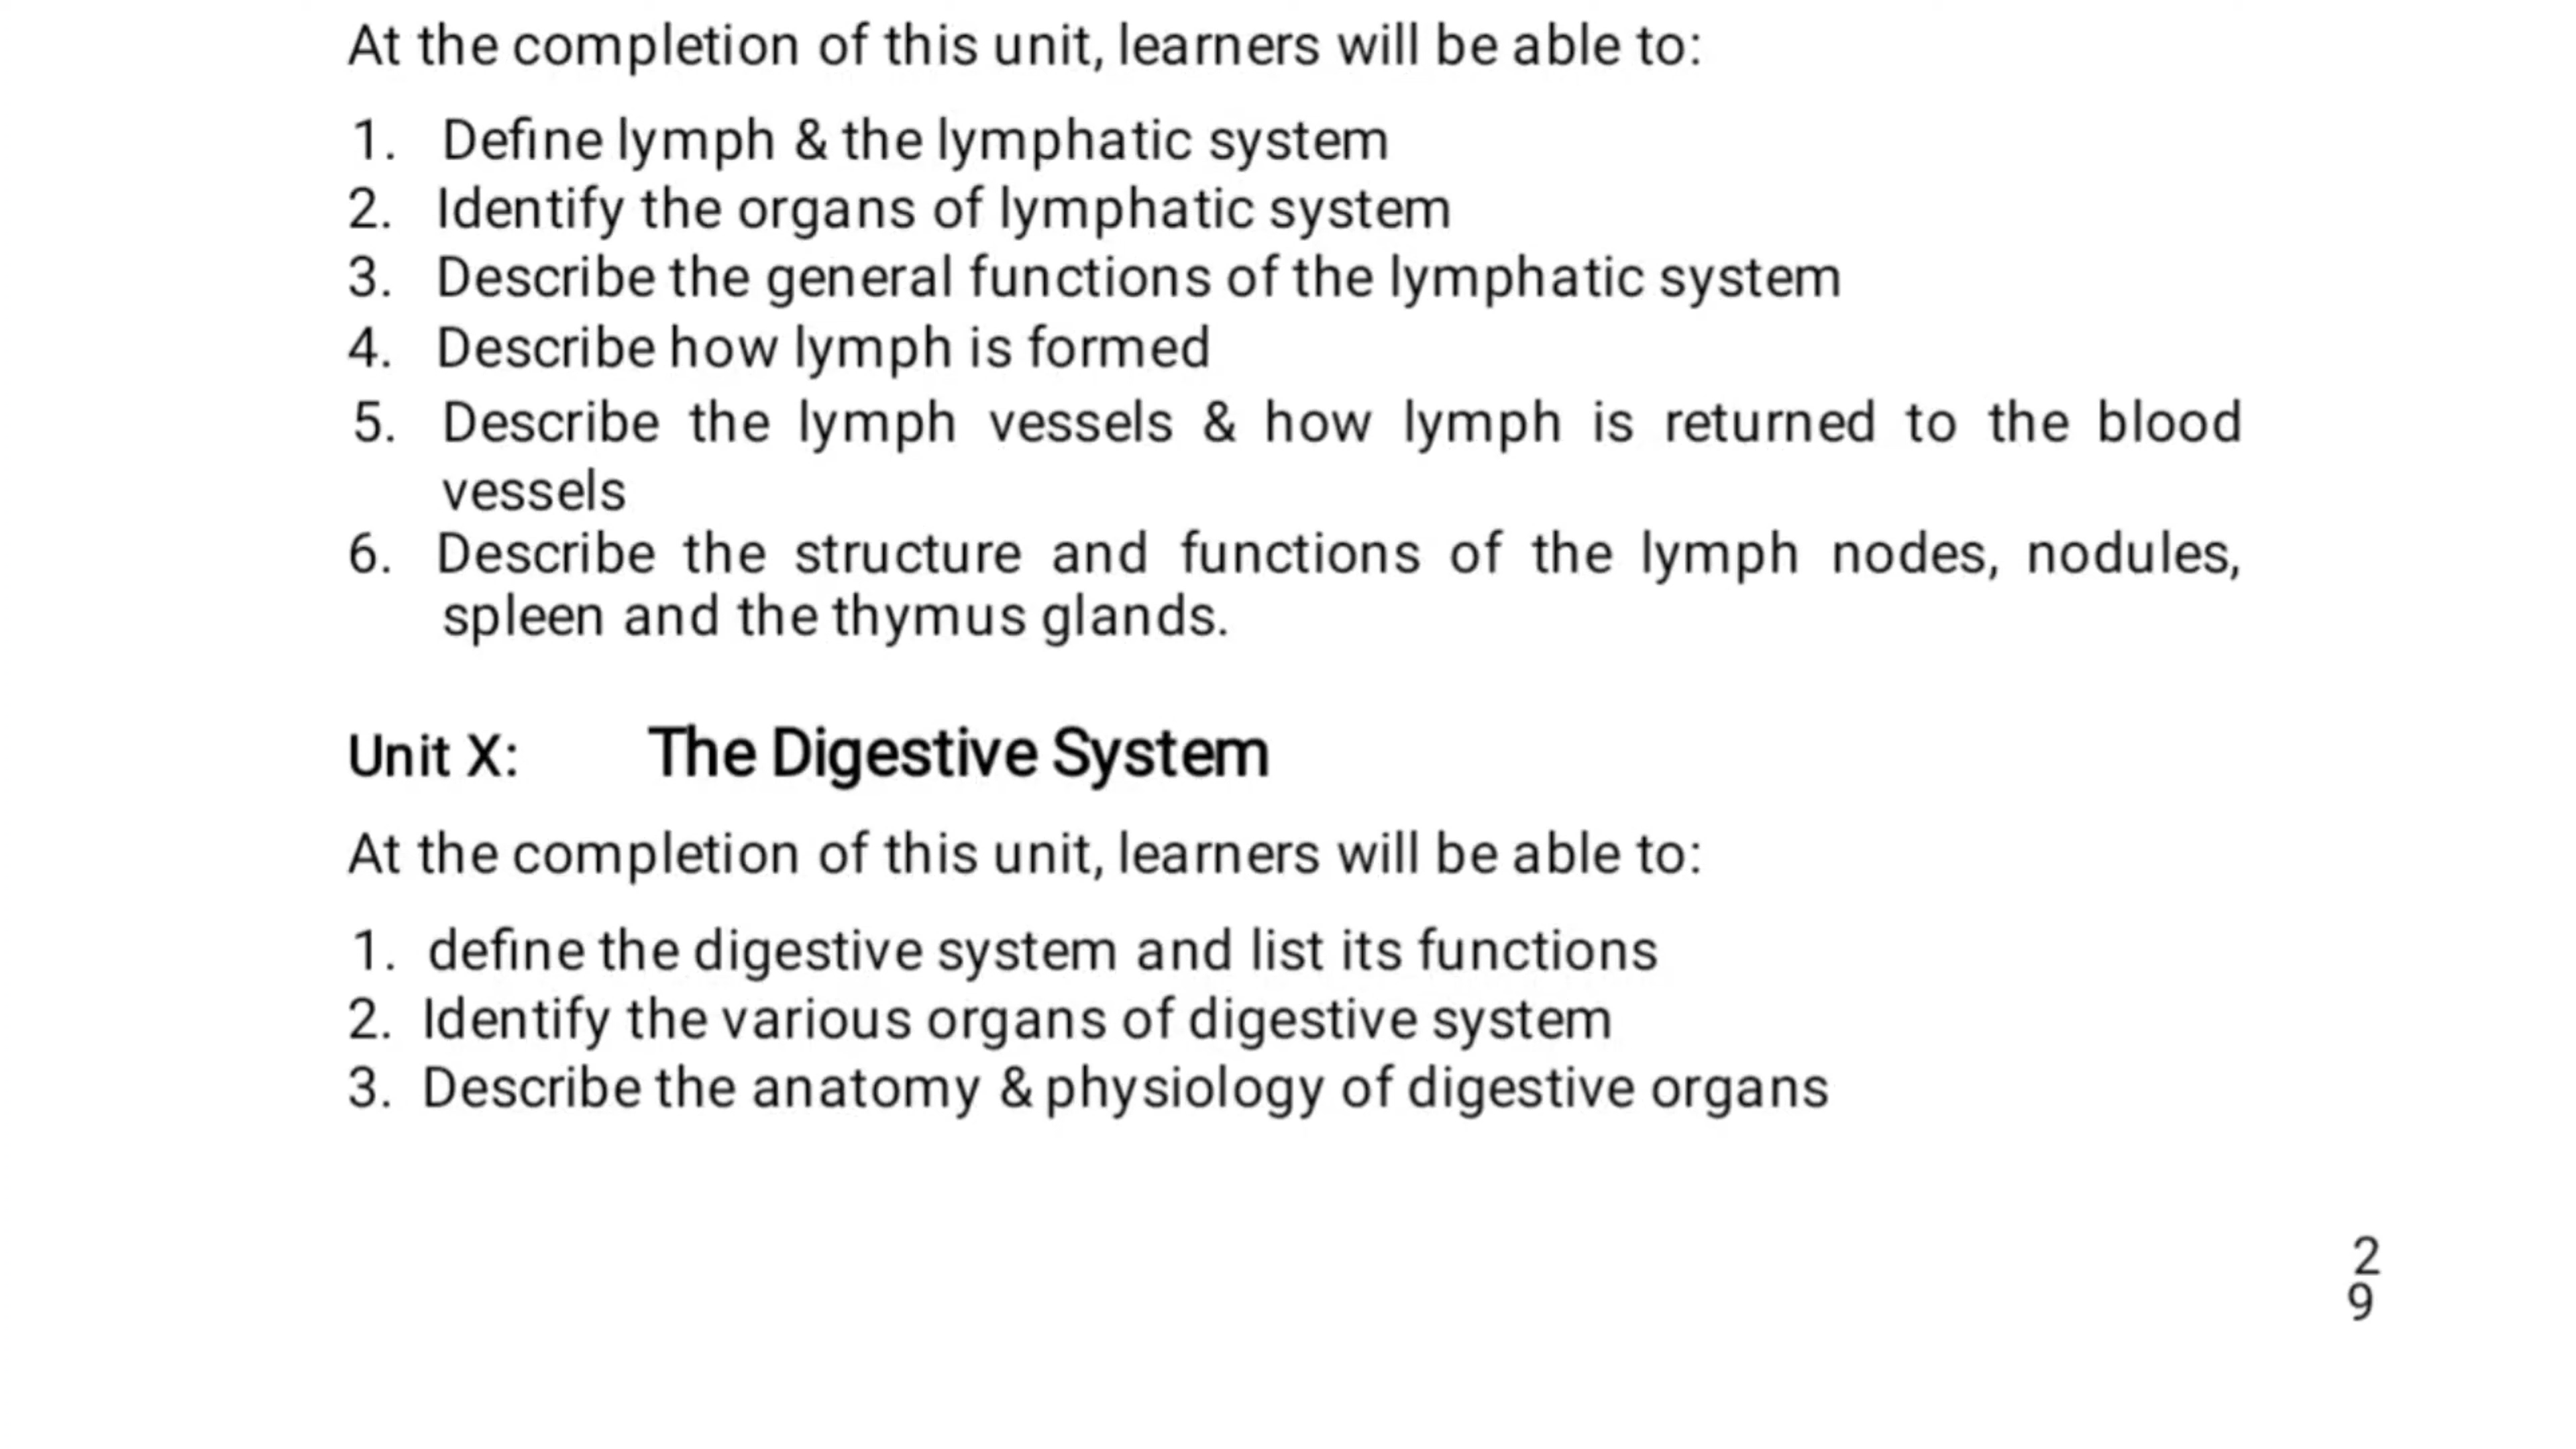 At the completion of this unit, learners will be able to:
1. Define lymph & the lymphatic system
2. Identify the organs of lymphatic system
3. Describe the general functions of the lymphatic system
4. Describe how lymph is formed
5. Describe the lymph vessels & how lymph is returned to the blood
vessels
6. Describe the structure and functions of the lymph nodes, nodules,
spleen and the thymus glands.
Unit X: The Digestive System
At the completion of this unit, learners will be able to:
1. define the digestive system and list its functions
2. Identify the various organs of digestive system
3. Describe the anatomy & physiology of digestive organs
2
9